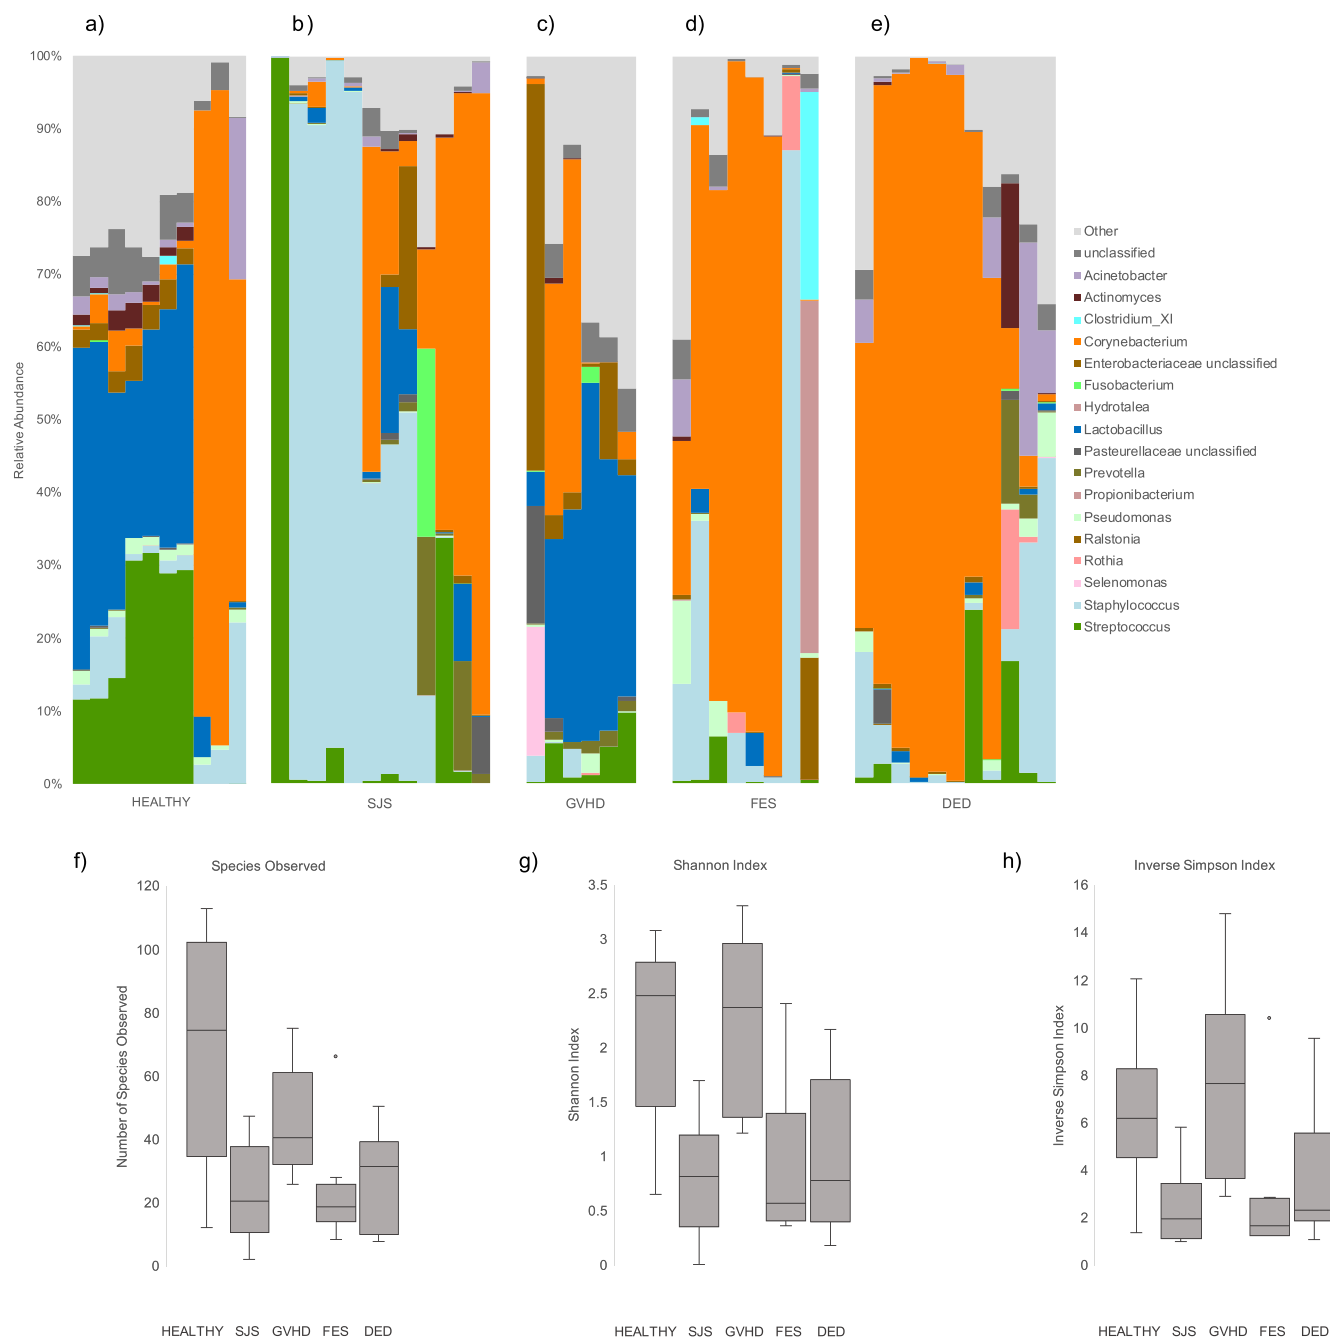 a) b) c) d) e)
100%
90%
80%
70%
60%
50%
40%
30%
20%
10%
0%
Relative Abundance
HEALTHY SJS GVHD FES DED
Other
unclassified
Acinetobacter
Actinomyces
Clostridium_XI
Corynebacterium
Enterobacteriaceae unclassified
Fusobacterium
Hydrotalea
Lactobacillus
Pasteurellaceae unclassified
Prevotella
Propionibacterium
Pseudomonas
Ralstonia
Rothia
Selenomonas
Staphylococcus
Streptococcus
f) Species Observed
120
100
80
60
40
20
0
Number of Species Observed
HEALTHY SJS GVHD FES DED
g) Shannon Index
3.5
3
2.5
2
1.5
1
0.5
0
Shannon Index
HEALTHY SJS GVHD FES DED
h) Inverse Simpson Index
16
14
12
10
8
6
4
2
0
Inverse Simpson Index
HEALTHY SJS GVHD FES DED